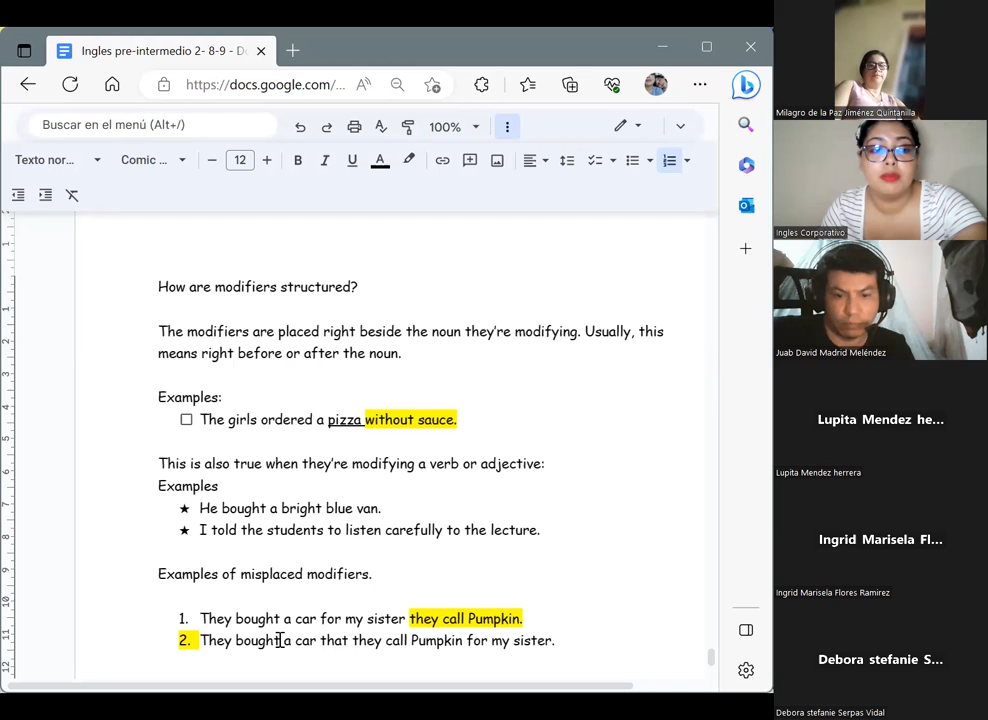 Ingles pre-intermedio 2- 8-9 - Do
https://docs.google.com/...
Buscar en el menú (Alt+/)
100%
Texto nor...
Comic ...
12
B I U A
How are modifiers structured?
The modifiers are placed right beside the noun they're modifying. Usually, this
means right before or after the noun.
Examples:
The girls ordered a pizza without sauce.
This is also true when they're modifying a verb or adjective:
Examples
★ He bought a bright blue van.
★ I told the students to listen carefully to the lecture.
Examples of misplaced modifiers.
1. They bought a car for my sister they call Pumpkin.
2. They bought a car that they call Pumpkin for my sister.
Milagro de la Paz Jiménez Quintanilla
Ingles Corporativo
Juab David Madrid Meléndez
Lupita Mendez he...
Lupita Mendez herrera
Ingrid Marisela Fl...
Ingrid Marisela Flores Ramirez
Debora stefanie S...
Debora stefanie Serpas Vidal